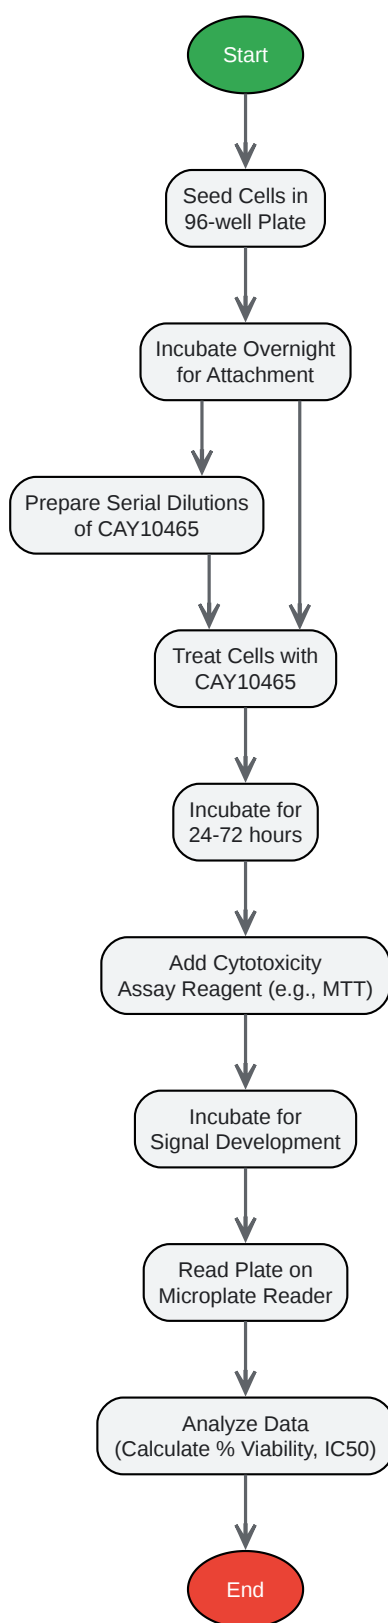 Start
Seed Cells in
96-well Plate
Incubate Overnight
for Attachment
Prepare Serial Dilutions
of CAY10465
Treat Cells with
CAY10465
Incubate for
24-72 hours
Add Cytotoxicity
Assay Reagent (e.g., MTT)
Incubate for
Signal Development
Read Plate on
Microplate Reader
Analyze Data
(Calculate % Viability, IC50)
End